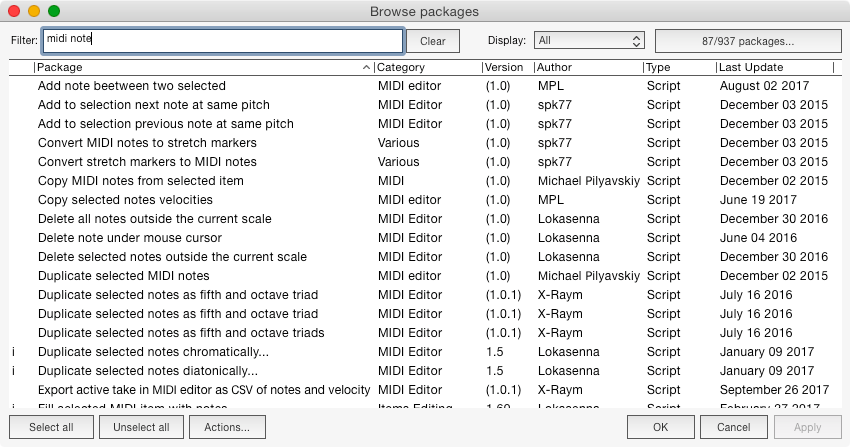 Browse packages
Filter: midi note Clear Display: All 87/937 packages...
Package Category Version Author Type Last Update
Add note beetween two selected MIDI editor (1.0) MPL Script August 02 2017
Add to selection next note at same pitch MIDI Editor (1.0) spk77 Script December 03 2015
Add to selection previous note at same pitch MIDI Editor (1.0) spk77 Script December 03 2015
Convert MIDI notes to stretch markers Various (1.0) spk77 Script December 03 2015
Convert stretch markers to MIDI notes Various (1.0) spk77 Script December 03 2015
Copy MIDI notes from selected item MIDI (1.0) Michael Pilyavskiy Script December 02 2015
Copy selected notes velocities MIDI editor (1.0) MPL Script June 19 2017
Delete all notes outside the current scale MIDI Editor (1.0) Lokasenna Script December 30 2016
Delete note under mouse cursor MIDI Editor (1.0) Lokasenna Script June 04 2016
Delete selected notes outside the current scale MIDI Editor (1.0) Lokasenna Script December 30 2016
Duplicate selected MIDI notes MIDI editor (1.0) Michael Pilyavskiy Script December 02 2015
Duplicate selected notes as fifth and octave triad MIDI Editor (1.0.1) X-Raym Script July 16 2016
Duplicate selected notes as fifth and octave triad MIDI Editor (1.0.1) X-Raym Script July 16 2016
Duplicate selected notes as fifth and octave triads MIDI Editor (1.0.1) X-Raym Script July 16 2016
i Duplicate selected notes chromatically... MIDI Editor 1.5 Lokasenna Script January 09 2017
i Duplicate selected notes diatonically... MIDI Editor 1.5 Lokasenna Script January 09 2017
Export active take in MIDI editor as CSV of notes and velocity MIDI Editor (1.0.1) X-Raym Script September 26 2017
i Fill selected MIDI item with notes Items Editing 1.60 Lokasenna Script February 27 2017
Select all Unselect all Actions... OK Cancel Apply